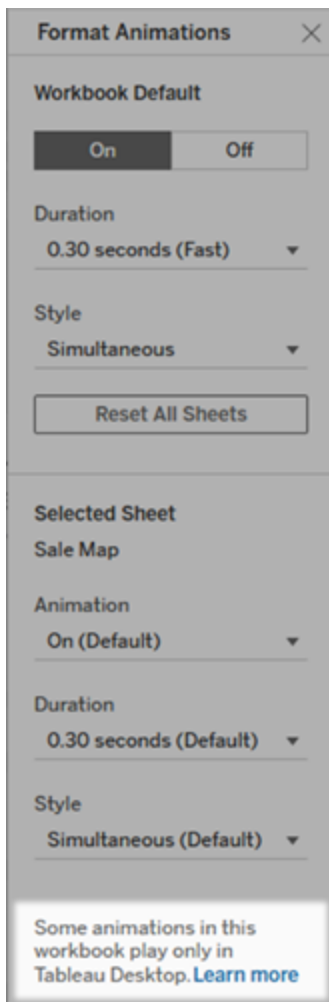 Format Animations
Workbook Default
On Off
Duration
0.30 seconds (Fast)
Style
Simultaneous
Reset All Sheets
Selected Sheet
Sale Map
Animation
On (Default)
Duration
0.30 seconds (Default)
Style
Simultaneous (Default)
Some animations in this
workbook play only in
Tableau Desktop. Learn more